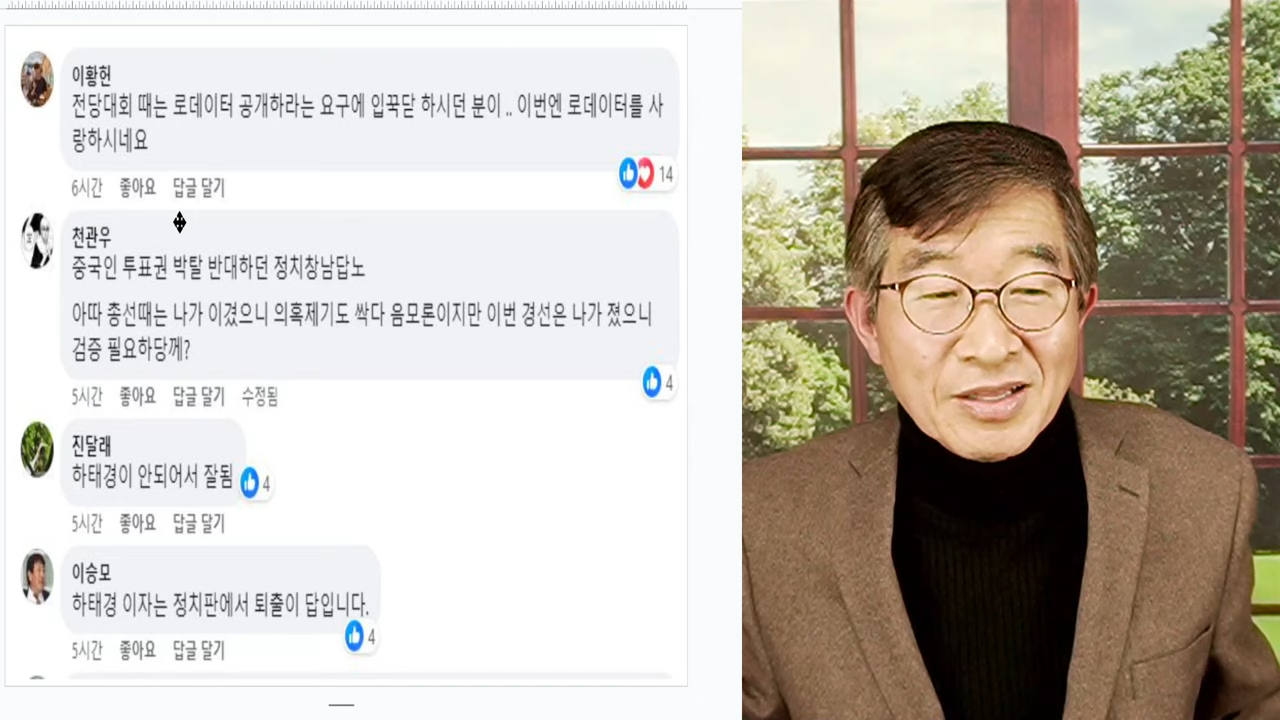 이황헌
전당대회 때는 로데이터 공개하라는 요구에 입꾹닫 하시던 분이 .. 이번엔 로데이터를 사
랑하시네요
6시간 좋아요 답글 달기 14
천관우
중국인 투표권 박탈 반대하던 정치창남답노
아따 총선때는 나가 이겼으니 의혹제기도 싹다 음모론이지만 이번 경선은 나가 졌으니
검증 필요하당께?
4
5시간 좋아요 답글 달기 수정됨
진달래
하태경이 안되어서 잘됨 4
5시간 좋아요 답글 달기
이승모
하태경 이자는 정치판에서 퇴출이 답입니다.
4
5시간 좋아요 답글 달기